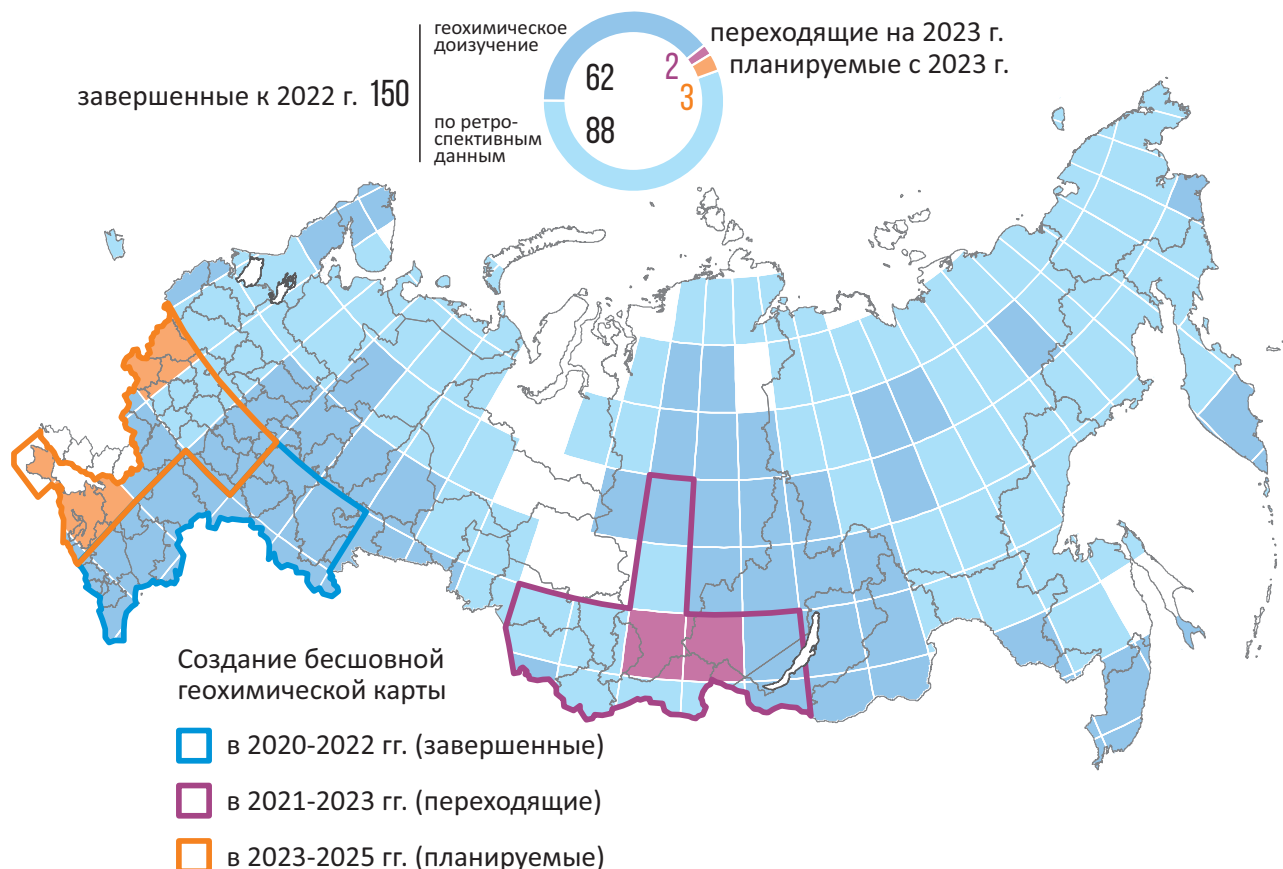 геохимическое
доизучение
переходящие на 2023 г.
62
2
планируемые с 2023 г.
завершенные к 2022 г. 150
3
по ретро-
спективным
данным
88
Создание бесшовной
геохимической карты
в 2020-2022 гг. (завершенные)
в 2021-2023 гг. (переходящие)
в 2023-2025 гг. (планируемые)